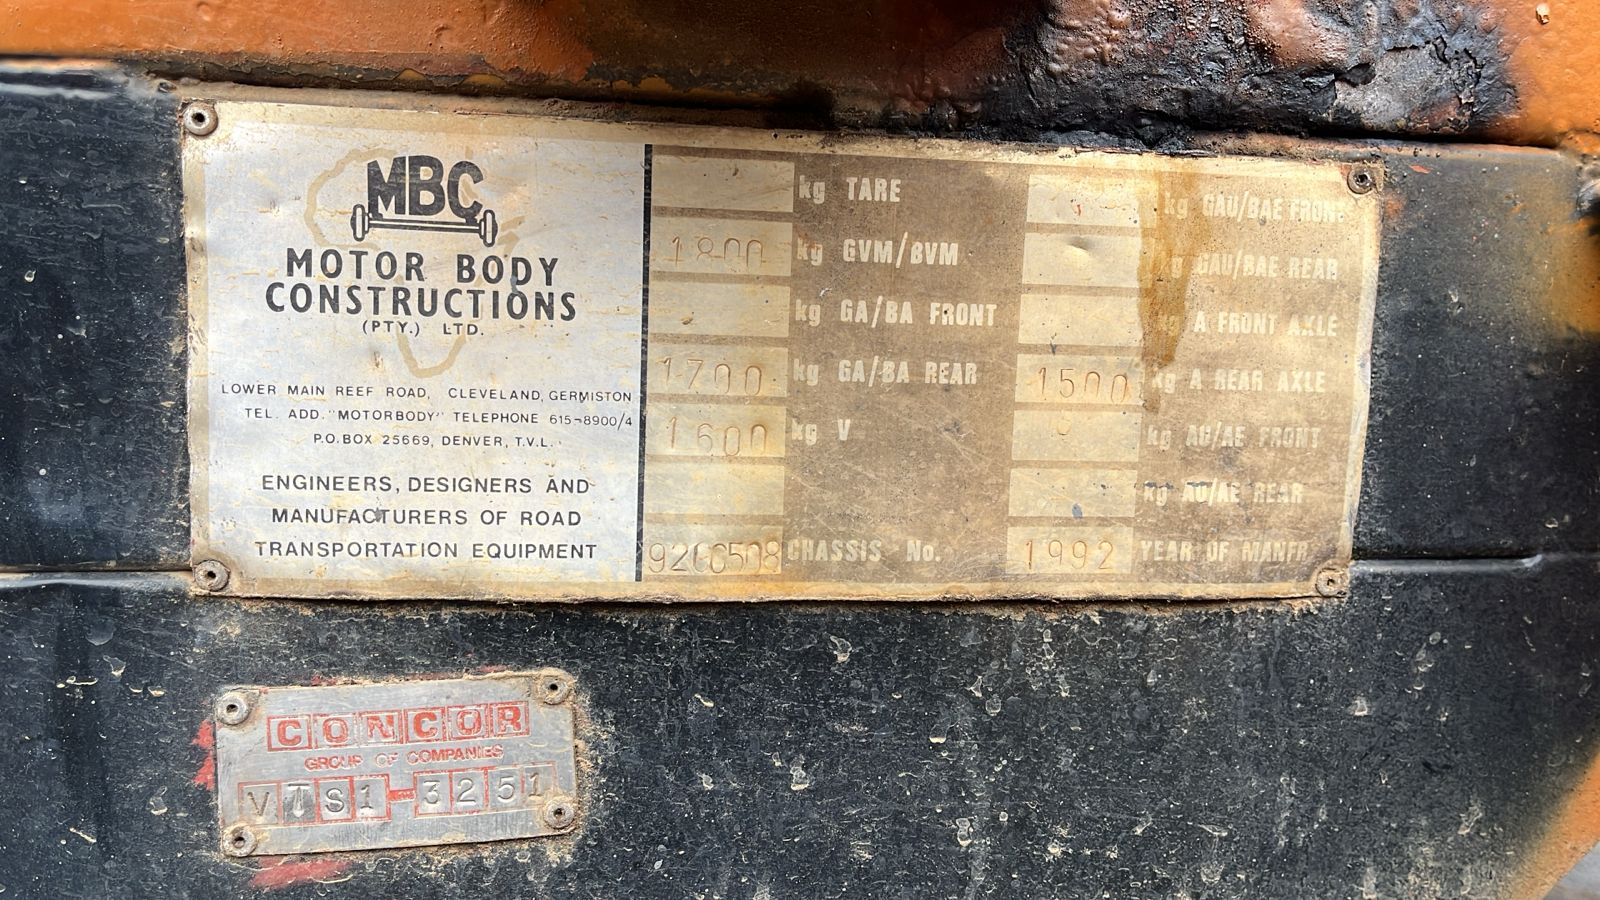 MBC
MOTOR BODY
CONSTRUCTIONS
(PTY.) LTD.
LOWER MAIN REEF ROAD, CLEVELAND, GERMISTON
TEL. ADD. "MOTORBODY" TELEPHONE 615-8900/4
P.O. BOX 25669, DENVER, T.V.L.
ENGINEERS, DESIGNERS AND
MANUFACTURERS OF ROAD
TRANSPORTATION EQUIPMENT
kg TARE
1800 kg GVM/BVM
kg GA/BA FRONT
1700 kg GA/BA REAR
1600 kg V
CHASSIS No.
kg GAU/BAE FRONT
kg GAU/BAE REAR
kg A FRONT AXLE
1500 kg A REAR AXLE
kg AU/AE FRONT
kg AU/AE REAR
1992 YEAR OF MANFR
CONCOR
GROUP OF COMPANIES
VTS1-3251